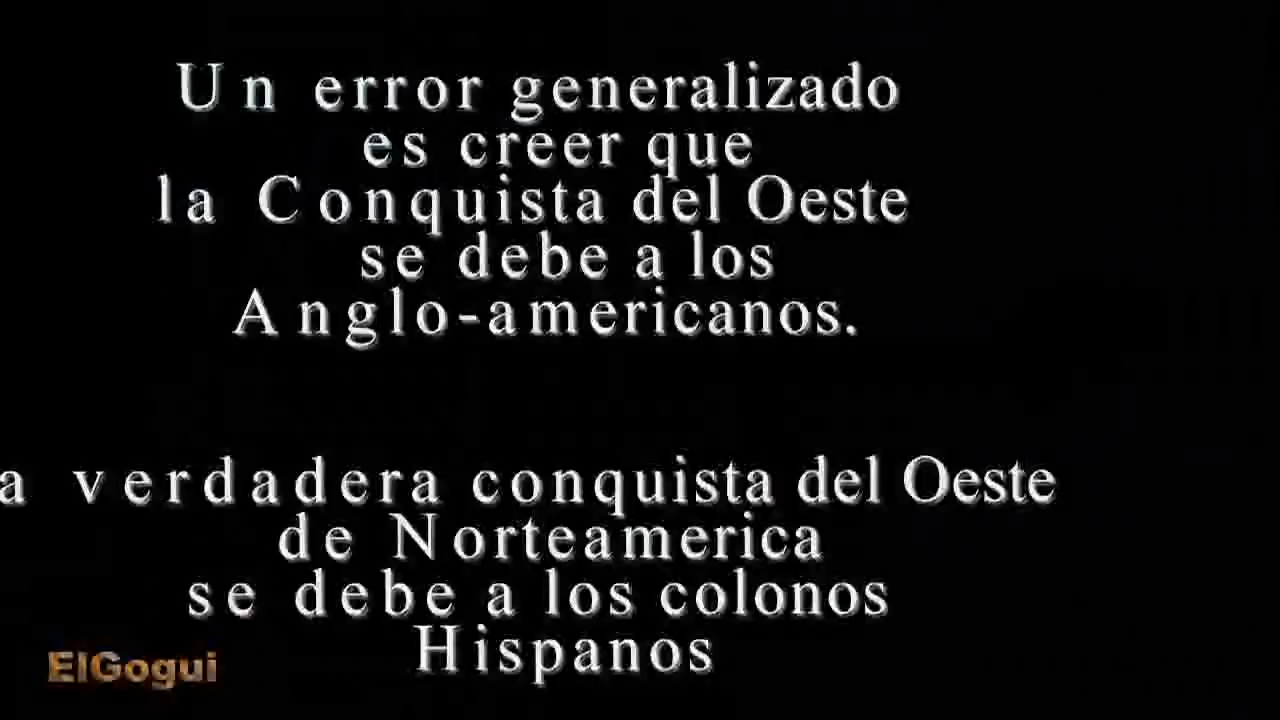 Un error generalizado
es creer que
la Conquista del Oeste
se debe a los
Anglo-americanos.
a verdadera conquista del Oeste
de Norteamerica
se debe a los colonos
Hispanos
ElGogui